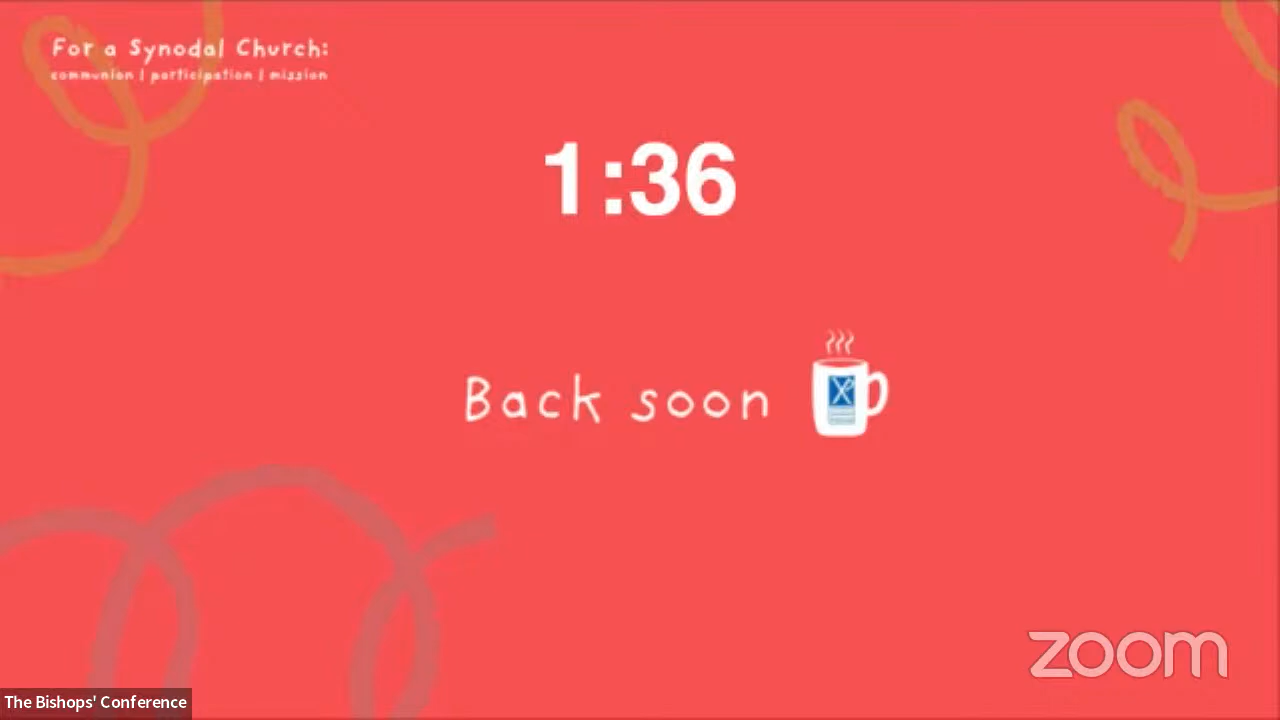 For a Synodal Church:
communion | participation | mission
1:36
Back soon
zoom
The Bishops' Conference